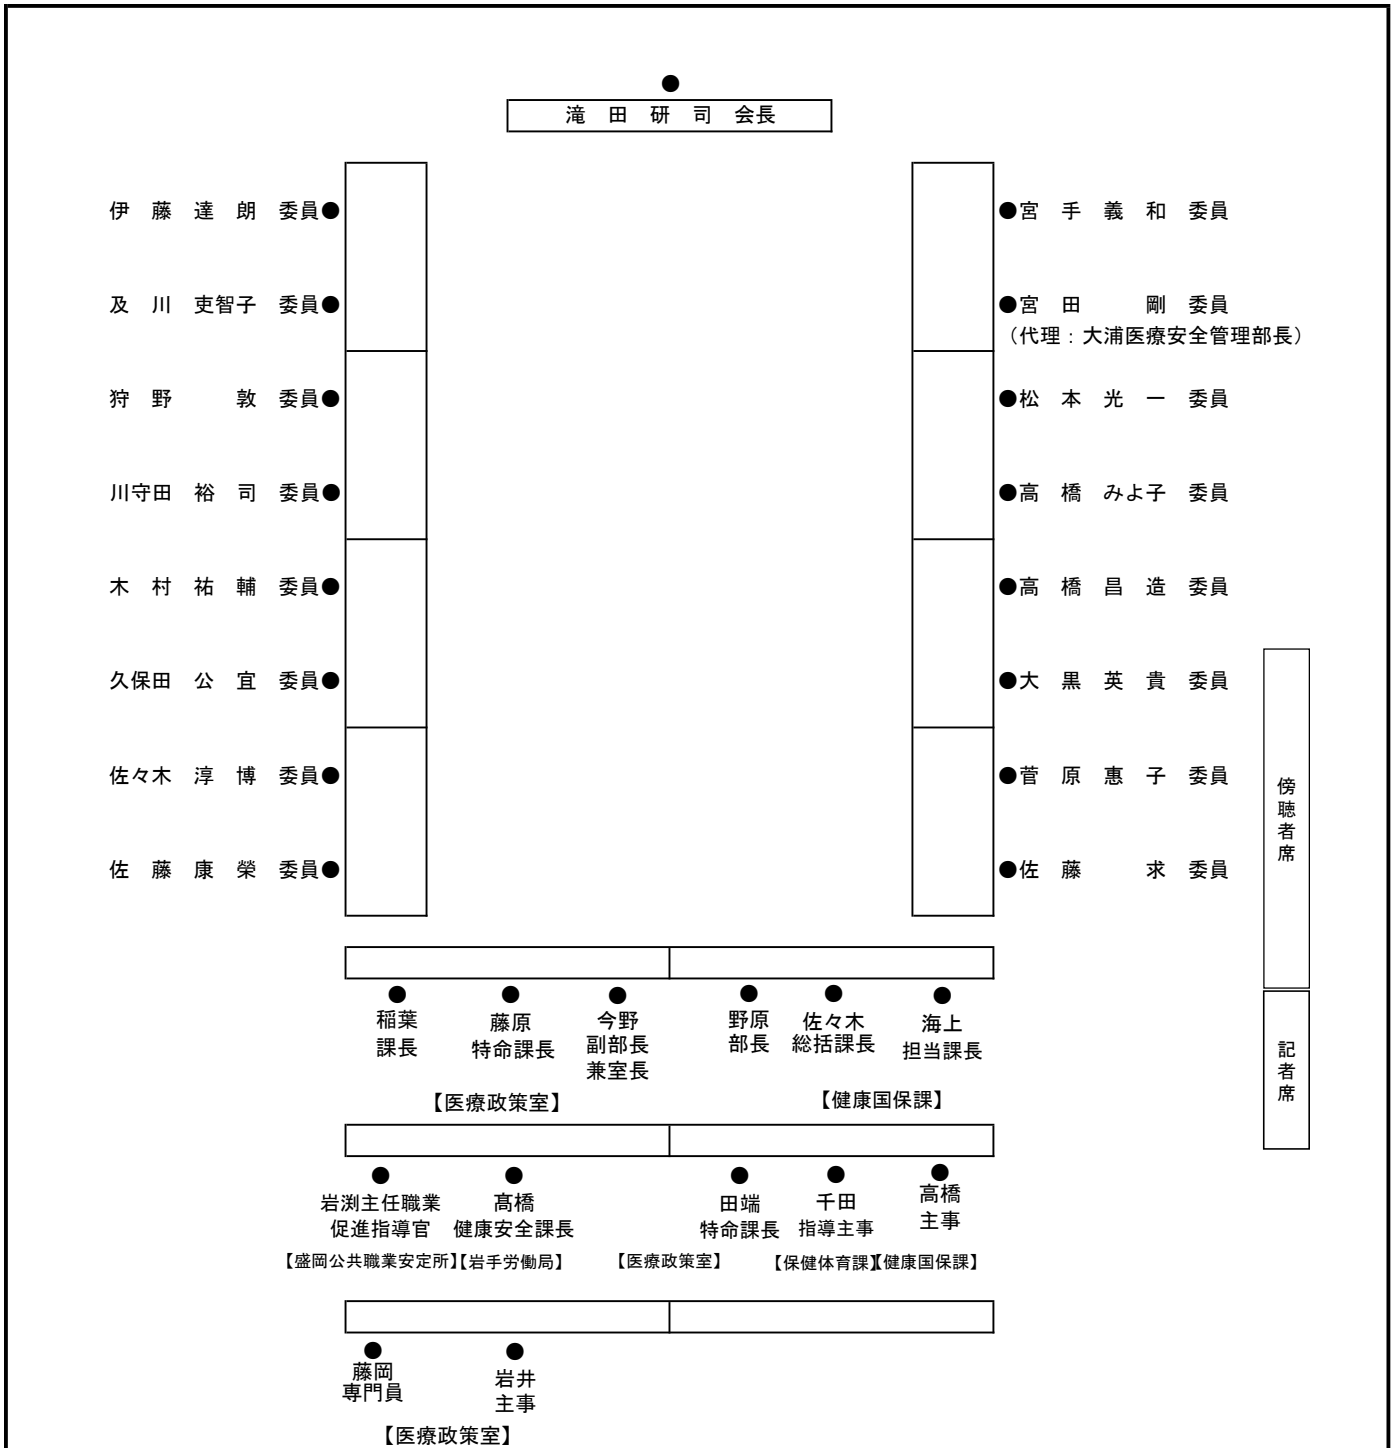 ●
滝　田　研　司　会長
伊　藤　達　朗　委員●
●宮　手　義　和　委員
及　川　吏智子　委員●
●宮　田　　　剛　委員
（代理：大浦医療安全管理部長）
狩　野　　　敦　委員●
●松　本　光　一　委員
川守田　裕　司　委員●
●高　橋　みよ子　委員
木　村　祐　輔　委員●
●高　橋　昌　造　委員
久保田　公　宜　委員●
●大　黒　英　貴　委員
佐々木　淳　博　委員●
●菅　原　惠　子　委員
佐　藤　康　榮　委員●
●佐　藤　　　求　委員
傍聴者席
記者席
稲葉
課長
藤原
特命課長
今野
副部長
兼室長
野原
部長
佐々木
総括課長
海上
担当課長
【医療政策室】
【健康国保課】
岩渕主任職業
促進指導官
髙橋
健康安全課長
田端
特命課長
千田
指導主事
高橋
主事
【盛岡公共職業安定所】
【岩手労働局】
【医療政策室】
【保健体育課】
【健康国保課】
藤岡
専門員
岩井
主事
【医療政策室】